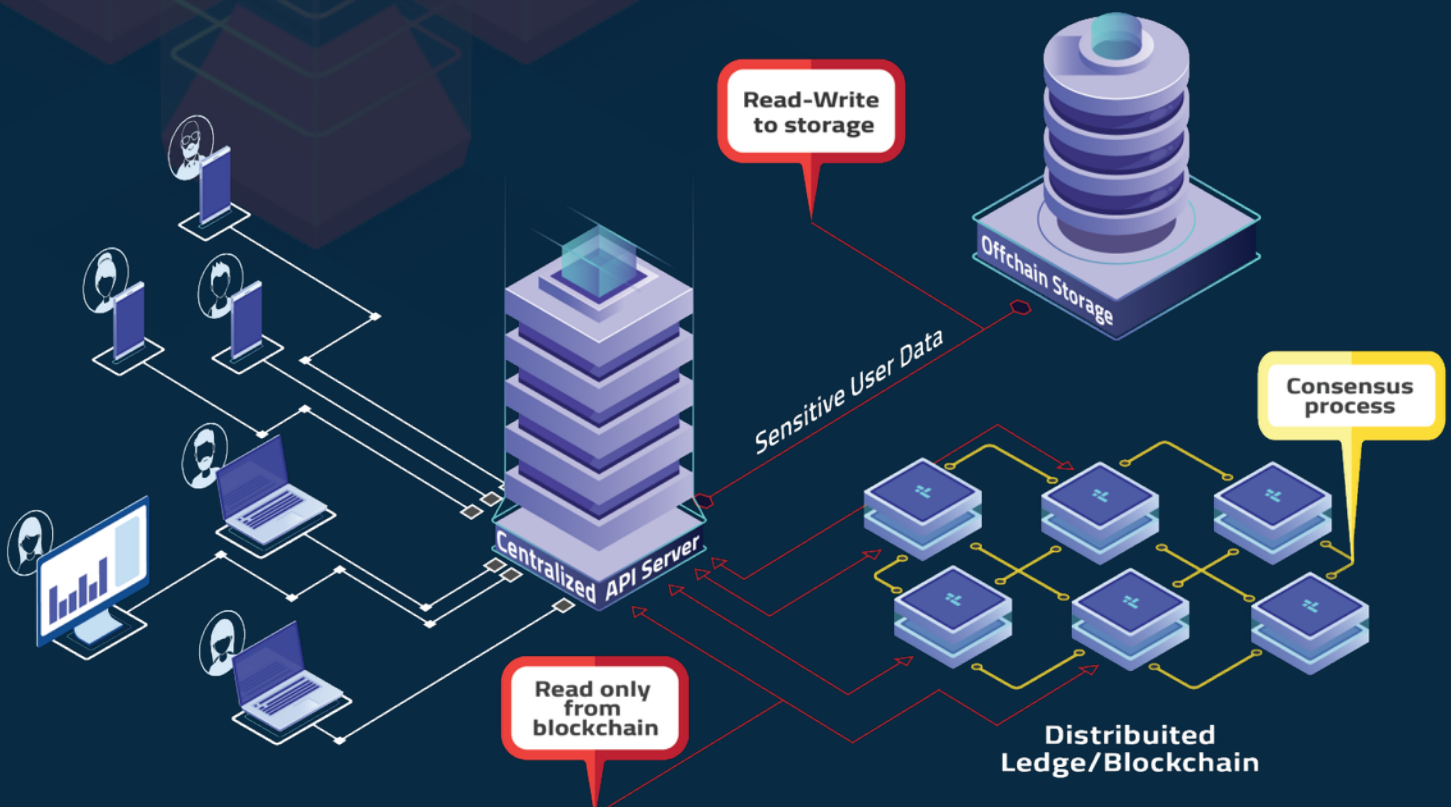 Read-Write
to storage
Offchain Storage
Sensitive User Data
Consensus
process
Centralized API Server
Read only
from
blockchain
Distribuited
Ledge/Blockchain